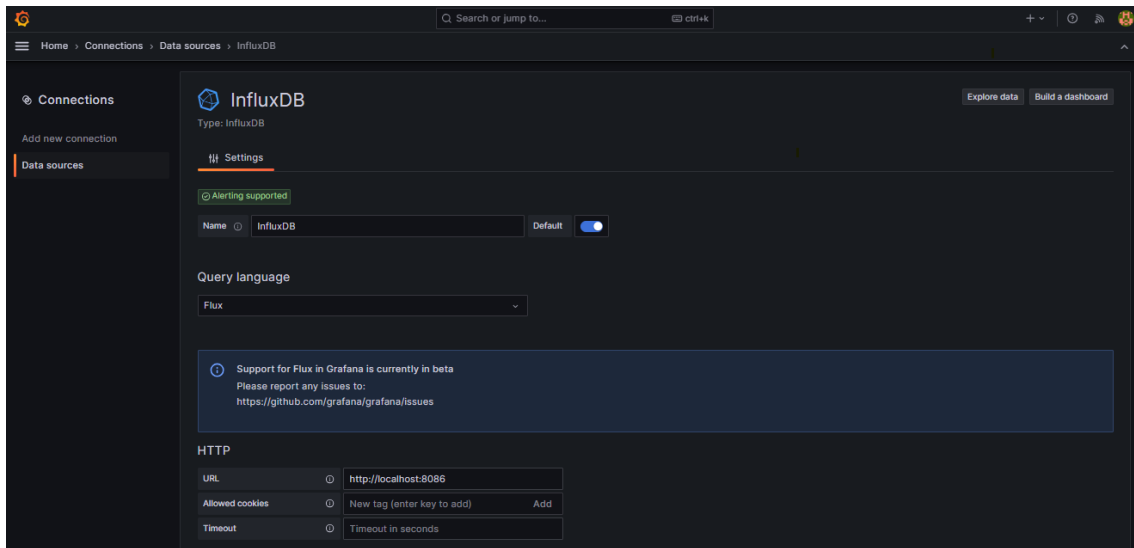 Search or jump to...
ctrl+k
Home › Connections › Data sources › InfluxDB
Connections
Add new connection
Data sources
InfluxDB
Type: InfluxDB
Explore data
Build a dashboard
Settings
Alerting supported
Name
InfluxDB
Default
Query language
Flux
Support for Flux in Grafana is currently in beta
Please report any issues to:
https://github.com/grafana/grafana/issues
HTTP
URL
http://localhost:8086
Allowed cookies
New tag (enter key to add)
Add
Timeout
Timeout in seconds